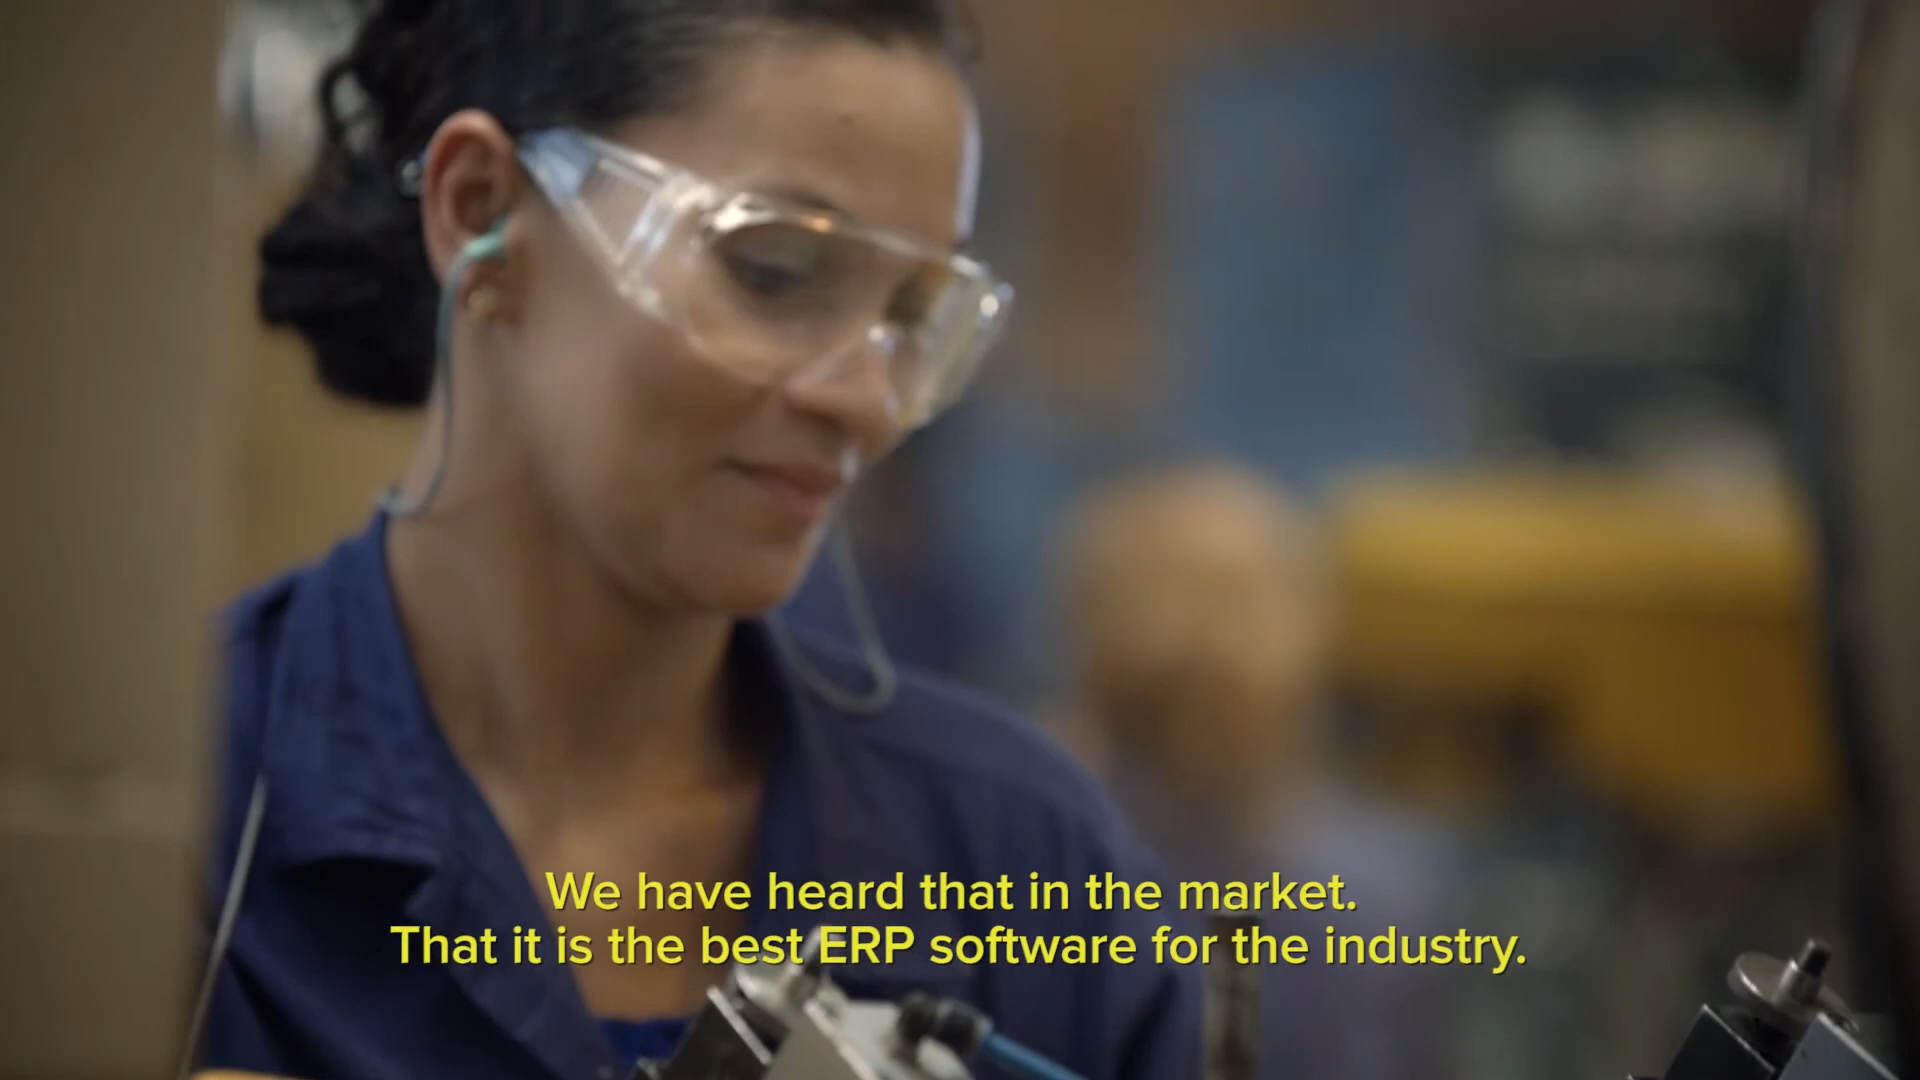 We have heard that in the market.
That it is the best ERP software for the industry.